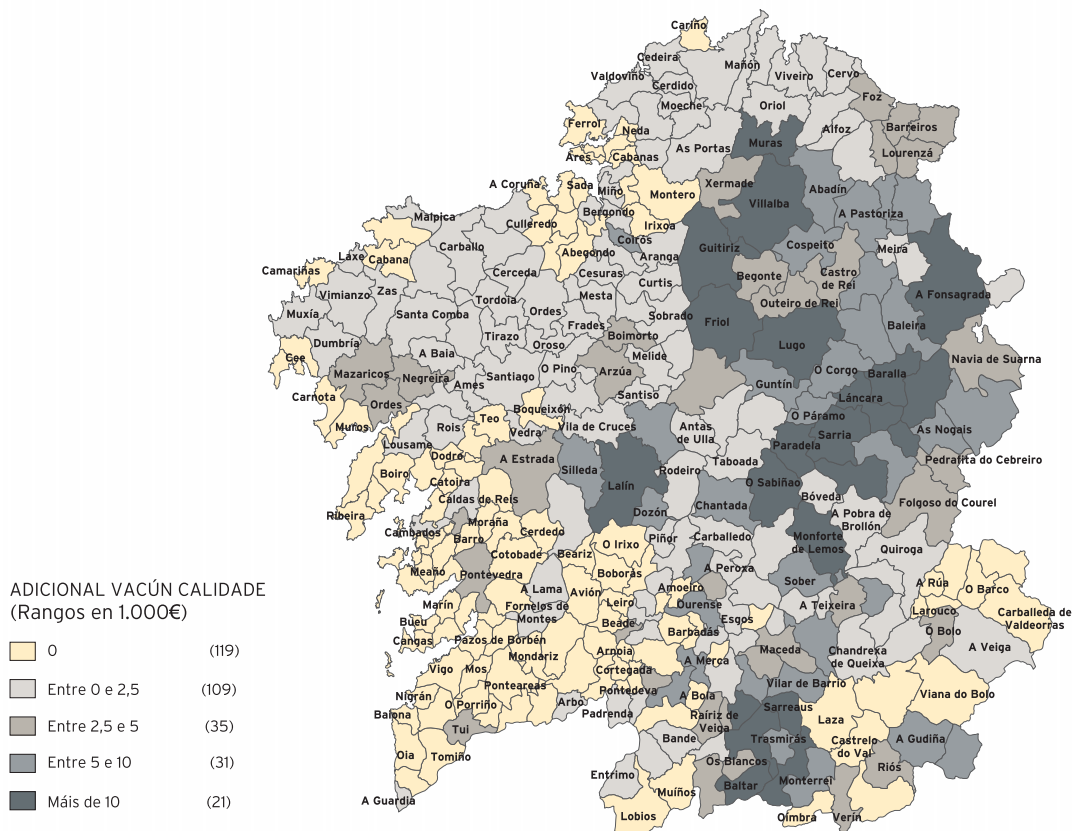 Cariño
Cedeira
Mañón
Valdoviño
Viveiro
Cervo
Cerdido
Foz
Moeche
Oriol
Ferrol
Neda
Alfoz
Barreiros
Muras
As Portas
Lourenzá
Ares
Cabanas
A Coruña
Sada
Miño
Montero
Xermade
Abadín
Villalba
Malpica
Bergondo
A Pastoriza
Culleredo
Irixoa
Coirós
Carballo
Guitiriz
Cospeito
Meira
Abegondo
Laxe
Cabana
Aranga
Camariñas
Cerceda
Cesuras
Begonte
Castro
de Rei
Curtis
Vimianzo
Zas
Mesta
A Fonsagrada
Tordoia
Outeiro de Rei
Muxía
Santa Comba
Ordes
Sobrado
Friol
Frades
Baleira
Boimorto
Tirazo
Dumbría
Oroso
Lugo
A Baia
Melide
Cee
Navia de Suarna
O Pino
Arzúa
O Corgo
Baralla
Mazaricos
Negreira
Santiago
Ames
Guntín
Santiso
Carnota
Láncara
Ordes
Boqueixón
O Páramo
Teo
Muros
Rois
Vedra
Vila de Cruces
Antas
de Ulla
As Nogais
Sarria
Lousame
Paradela
Dodro
A Estrada
Taboada
Pedrafita do Cebreiro
Boiro
Silleda
Rodeiro
Catoira
Lalín
O Sabiñao
Caldas de Reis
Bóveda
Folgoso do Courel
Chantada
Ribeira
Dozón
A Pobra de
Brollón
Moraña
Cambados
Cerdedo
Barro
Piñor
Carballedo
Monforte
de Lemos
O Irixo
Cotobade
Beariz
Quiroga
Meaño
Pontevedra
Boborás
A Peroxa
Sober
A Rúa
A Lama
Avión
Amoeiro
O Barco
ADICIONAL VACÚN CALIDADE
(Rangos en 1.000€)
Marín
Fornelos de
Montes
Leiro
Ourense
A Teixeira
Larouco
Carballeda de
Valdeorras
Bueu
Beade
Esgos
Cangas
Pazos de Borbén
Barbadás
O Bolo
0 (119)
Mondariz
Arnoia
Maceda
Chandrexa
de Queixa
A Veiga
Vigo
Mos
Cortegada
A Merca
Entre 0 e 2,5 (109)
Ponteareas
Pontedeva
Vilar de Barrio
Nigrán
A Bola
Viana do Bolo
O Porriño
Arbo
Sarreaus
Baiona
Padrenda
Raíriz de
Veiga
Laza
Entre 2,5 e 5 (35)
Tui
Bande
Trasmirás
Castrelo
do Val
A Gudiña
Oia
Tomiño
Os Blancos
Riós
Entre 5 e 10 (31)
Entrimo
Monterrei
Muíños
Baltar
A Guardia
Máis de 10 (21)
Lobios
Oímbra
Verín